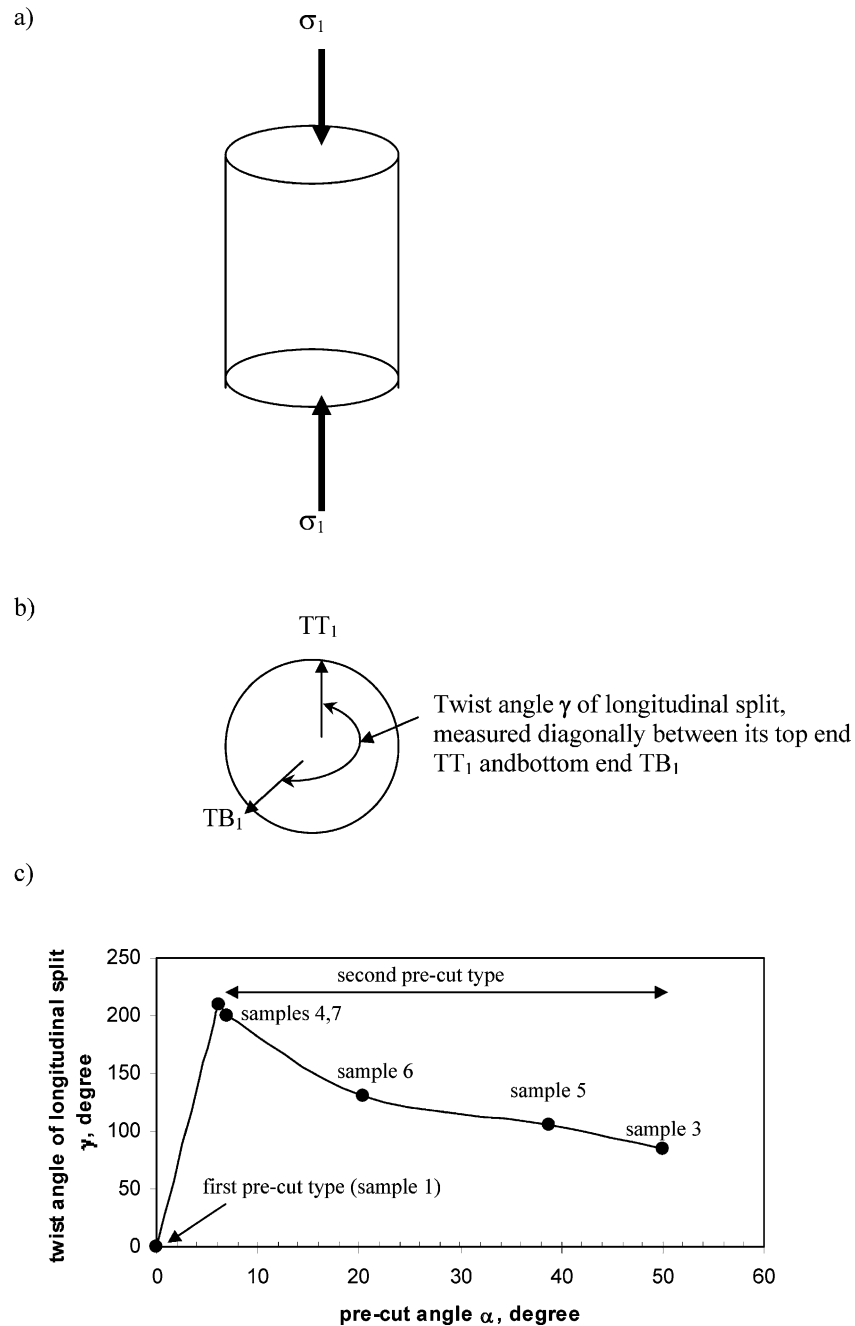 a)
σ1
σ1
b)
TT1
Twist angle γ of longitudinal split,
measured diagonally between its top end
TT1 andbottom end TB1
TB1
c)
twist angle of longitudinal split
γ, degree
250
200
150
100
50
0
second pre-cut type
samples 4,7
sample 6
sample 5
sample 3
first pre-cut type (sample 1)
0 10 20 30 40 50 60
pre-cut angle α, degree